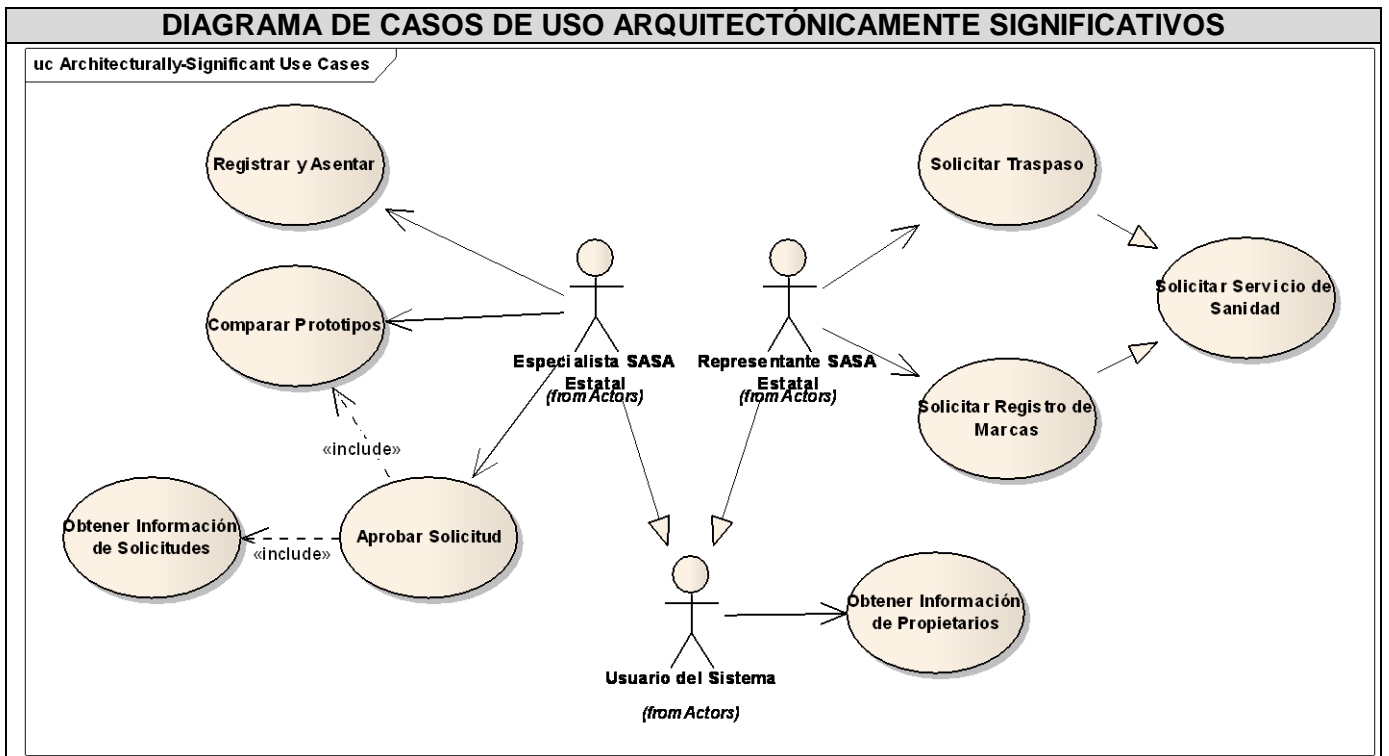 DIAGRAMA DE CASOS DE USO ARQUITECTÓNICAMENTE SIGNIFICATIVOS
uc Architecturally-Significant Use Cases
Registrar y Asentar
Solicitar Traspaso
Solicitar Servicio de
Sanidad
Comparar Prototipos
Especialista SASA
Estatal
(from Actors)
Representante SASA
Estatal
(from Actors)
Solicitar Registro de
Marcas
«include»
Obtener Información
de Solicitudes
«include»
Aprobar Solicitud
Obtener Información
de Propietarios
Usuario del Sistema
(from Actors)